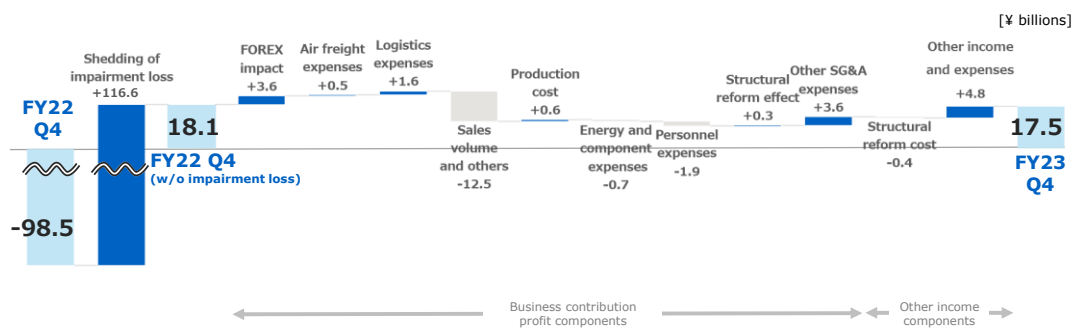 [¥ billions]
Shedding of
impairment loss
+116.6
FY22
Q4
-98.5
18.1
FY22 Q4
(w/o impairment loss)
FOREX
impact
+3.6
Air freight
expenses
+0.5
Logistics
expenses
+1.6
Sales
volume
and others
-12.5
Production
cost
+0.6
Energy and
component
expenses
-0.7
Personnel
expenses
-1.9
Structural
reform effect
+0.3
Other SG&A
expenses
+3.6
Structural
reform cost
-0.4
Other income
and expenses
+4.8
17.5
FY23
Q4
Business contribution
profit components
Other income
components